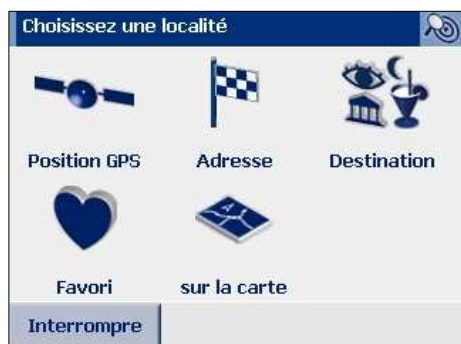 Choisissez une localité
Position GPS Adresse Destination
Favori sur la carte
Interrompre